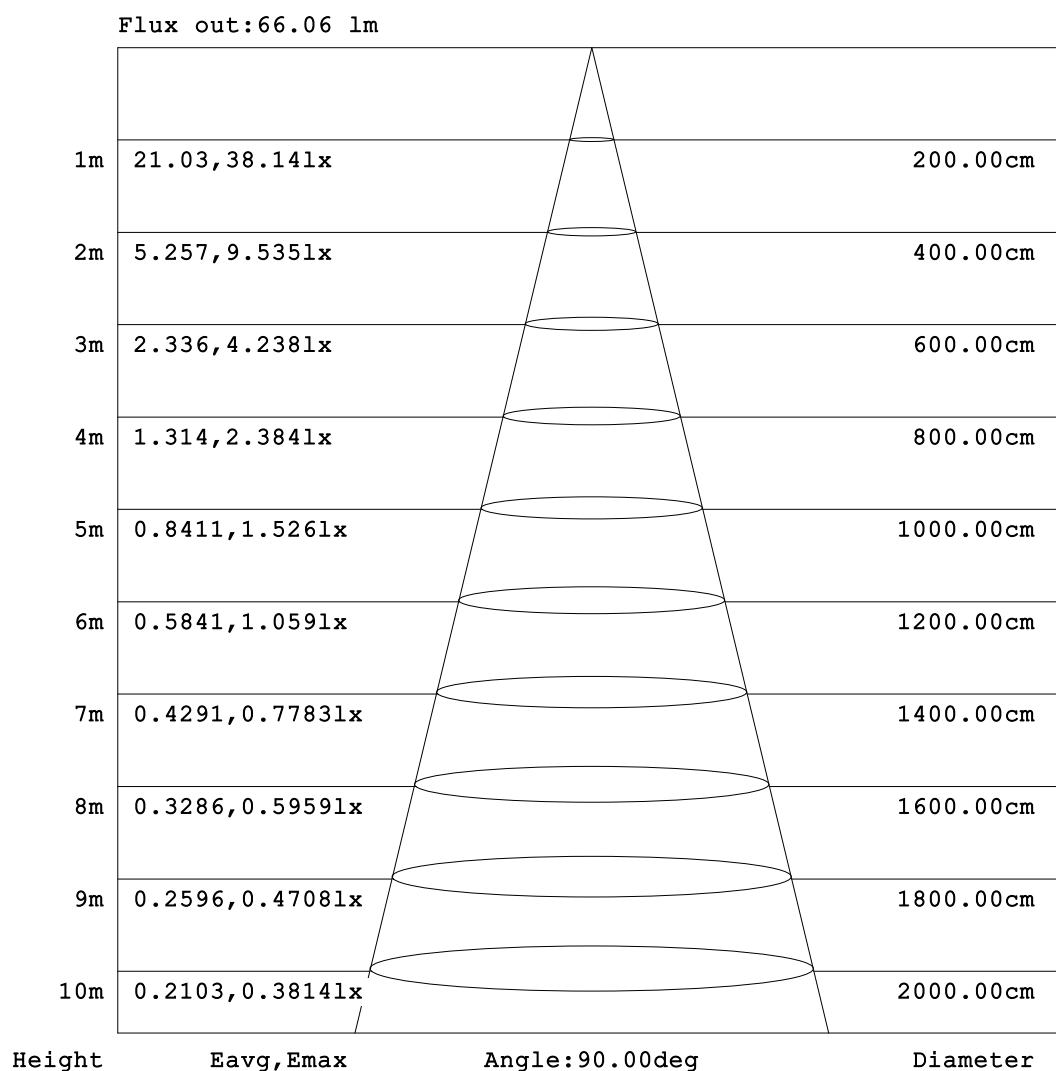 Flux out:66.06 lm
1m 21.03,38.14lx 200.00cm
2m 5.257,9.535lx 400.00cm
3m 2.336,4.238lx 600.00cm
4m 1.314,2.384lx 800.00cm
5m 0.8411,1.526lx 1000.00cm
6m 0.5841,1.059lx 1200.00cm
7m 0.4291,0.7783lx 1400.00cm
8m 0.3286,0.5959lx 1600.00cm
9m 0.2596,0.4708lx 1800.00cm
10m 0.2103,0.3814lx 2000.00cm
Height Eavg,Emax Angle:90.00deg Diameter